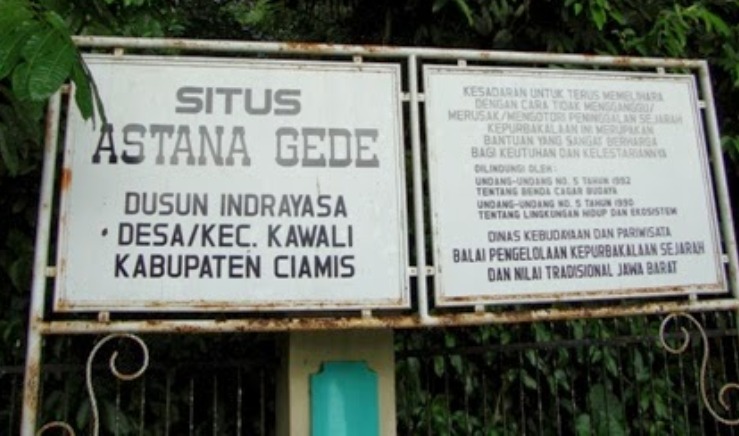 SITUS
ASTANA GEDE
DUSUN INDRAYASA
DESA/KEC. KAWALI
KABUPATEN CIAMIS
KESADARAN UNTUK TERUS MEMELIHARA
DENGAN CARA TIDAK MENGGANGGU/
MERUSAK/MENGOTORI PENINGGALAN SEJARAH
KEPURBAKALAAN INI MERUPAKAN
BANTUAN YANG SANGAT BERHARGA
BAGI KEUTUHAN DAN KELESTARIANNYA
DILINDUNGI OLEH :
UNDANG-UNDANG NO. 5 TAHUN 1992
TENTANG BENDA CAGAR BUDAYA
UNDANG-UNDANG NO. 5 TAHUN 1990
TENTANG LINGKUNGAN HIDUP DAN EKOSISTEM
DINAS KEBUDAYAAN DAN PARIWISATA
BALAI PENGELOLAAN KEPURBAKALAAN SEJARAH
DAN NILAI TRADISIONAL JAWA BARAT